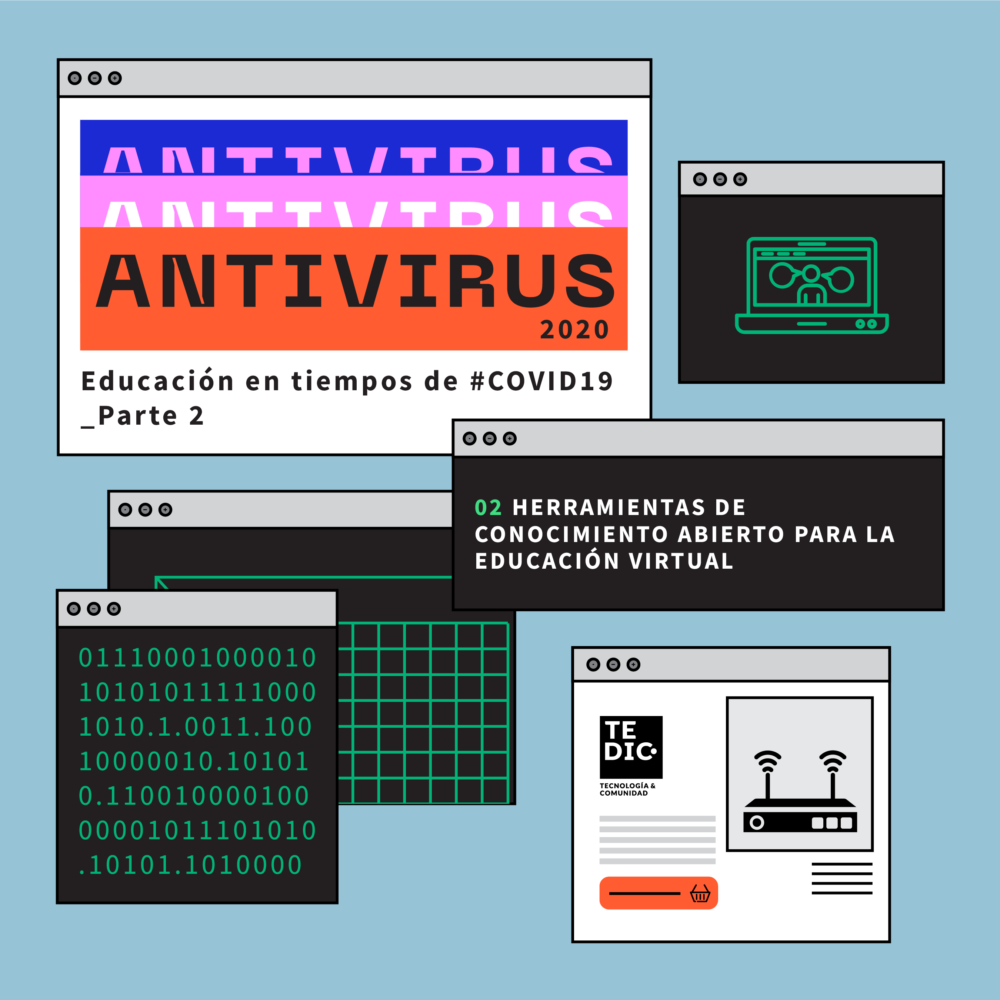 ANTIVIRUS
ANTIVIRUS
ANTIVIRUS
2020
Educación en tiempos de #COVID19
_Parte 2
02 HERRAMIENTAS DE
CONOCIMIENTO ABIERTO PARA LA
EDUCACIÓN VIRTUAL
01110001000010
10101011111000
1010.1.0011.100
10000010.10101
0.110010000100
00001011101010
.10101.1010000
TE
DIC
TECNOLOGÍA &
COMUNIDAD